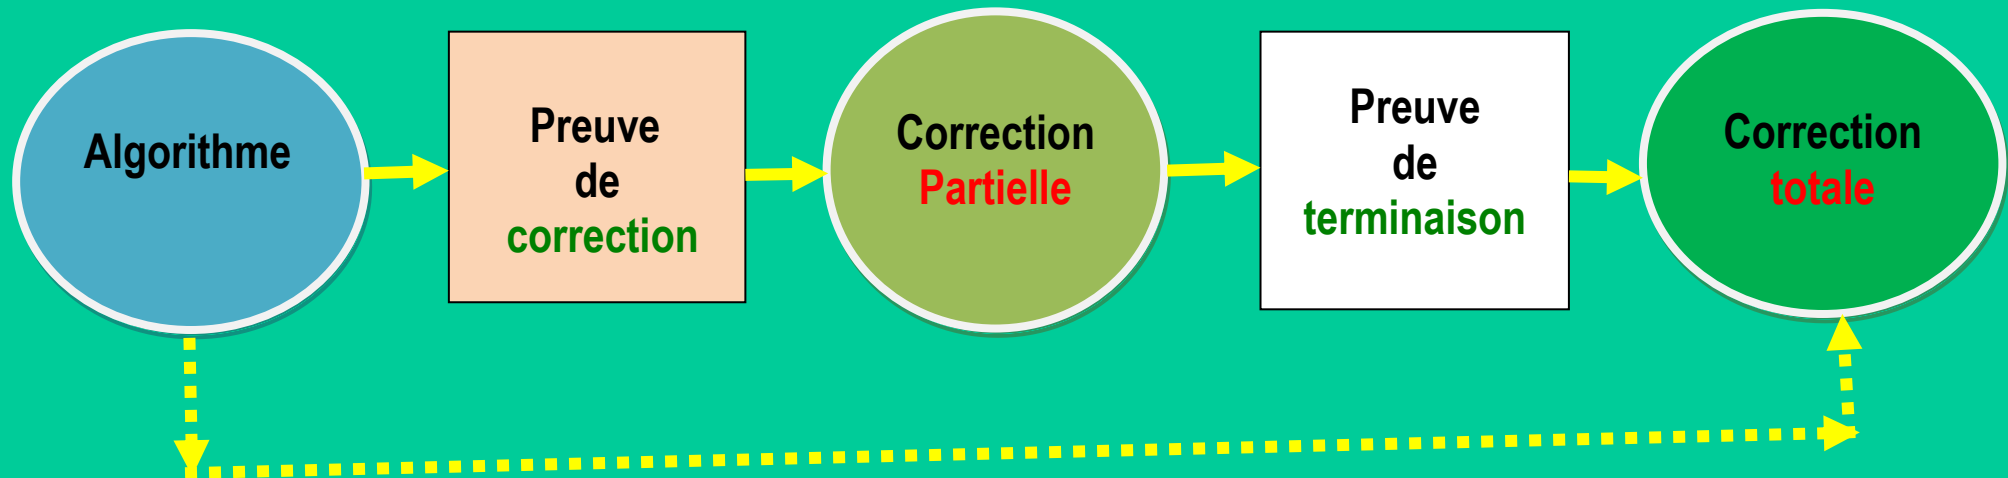 Algorithme
Preuve
de
correction
Correction
Partielle
Preuve
de
terminaison
Correction
totale